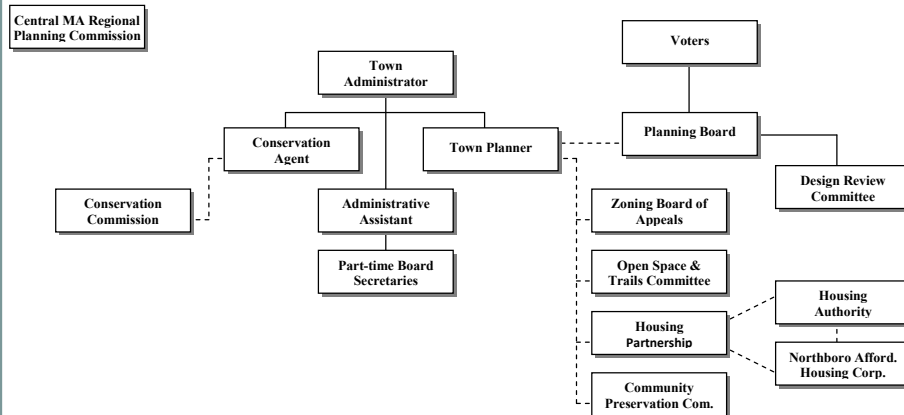 Central MA Regional
Planning Commission
Voters
Town
Administrator
Conservation
Agent
Town Planner
Planning Board
Conservation
Commission
Administrative
Assistant
Zoning Board of
Appeals
Design Review
Committee
Part-time Board
Secretaries
Open Space &
Trails Committee
Housing
Partnership
Housing
Authority
Northboro Afford.
Housing Corp.
Community
Preservation Com.